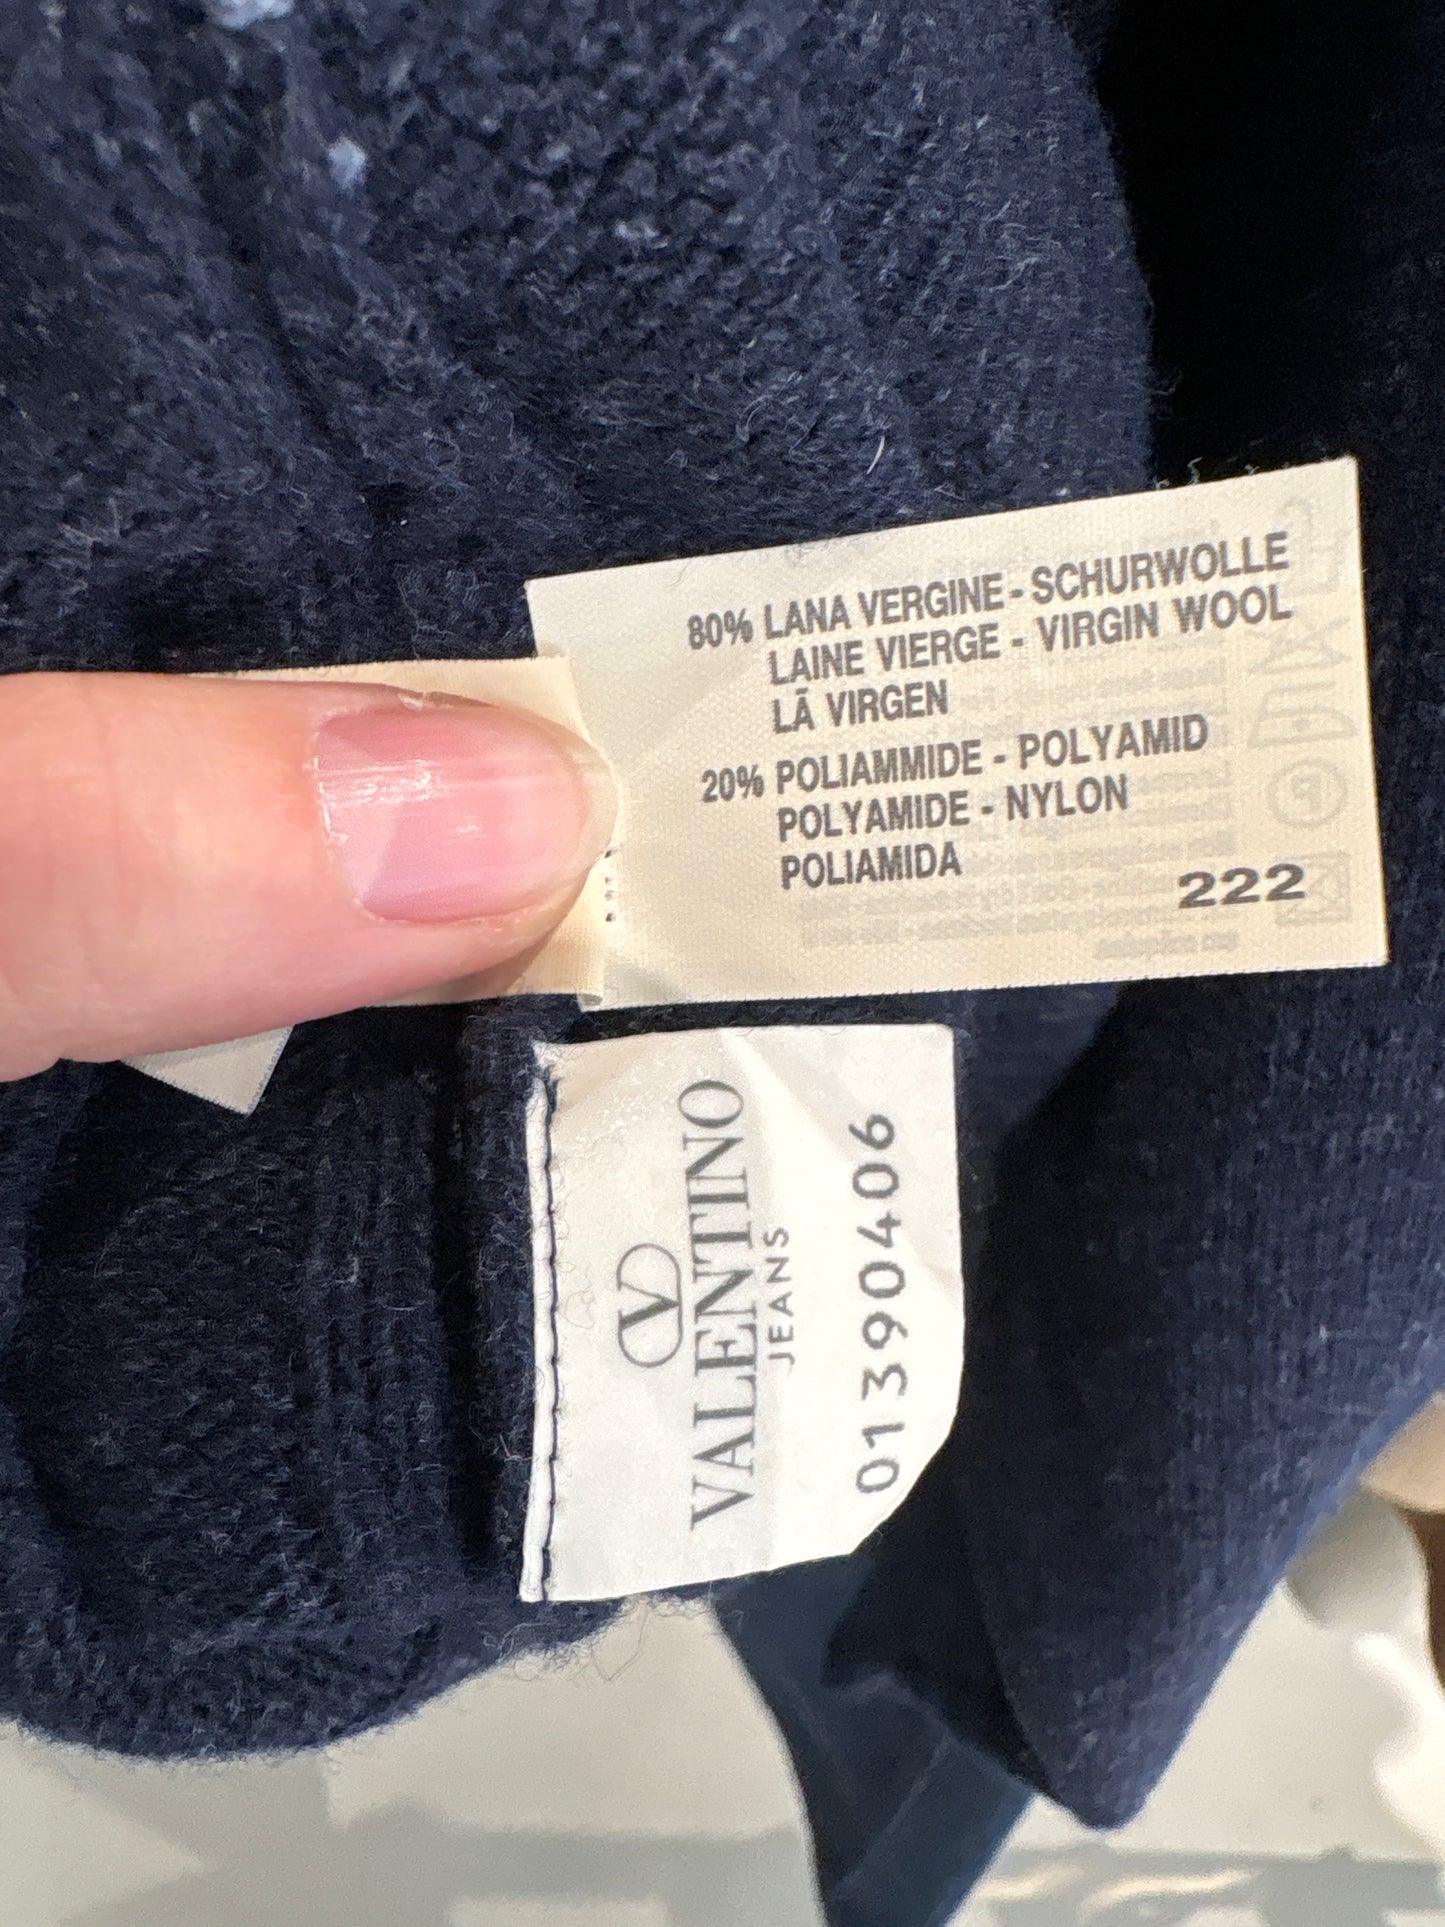 80% LANA VERGINE - SCHURWOLLE
LAINE VIERGE - VIRGIN WOOL
LÃ VIRGEN
20% POLIAMMIDE - POLYAMID
POLYAMIDE - NYLON
POLIAMIDA
222
V
VALENTINO
JEANS
01390406